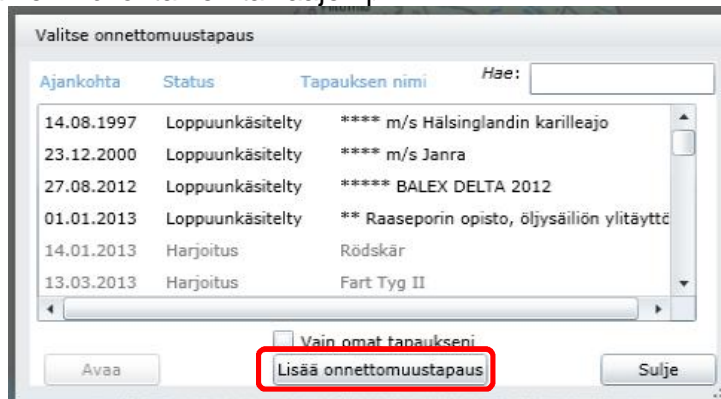 Valitse onnettomuustapaus
Ajankohta Status Tapauksen nimi Hae:
14.08.1997 Loppuunkäsitelty **** m/s Hälsinglandin karilleajo
23.12.2000 Loppuunkäsitelty **** m/s Janra
27.08.2012 Loppuunkäsitelty ***** BALEX DELTA 2012
01.01.2013 Loppuunkäsitelty ** Raaseporin opisto, öljysäiliön ylitäyttö
14.01.2013 Harjoitus Rödskär
13.03.2013 Harjoitus Fart Tyg II
Vain omat tapaukseni
Avaa Lisää onnettomuustapaus Sulje